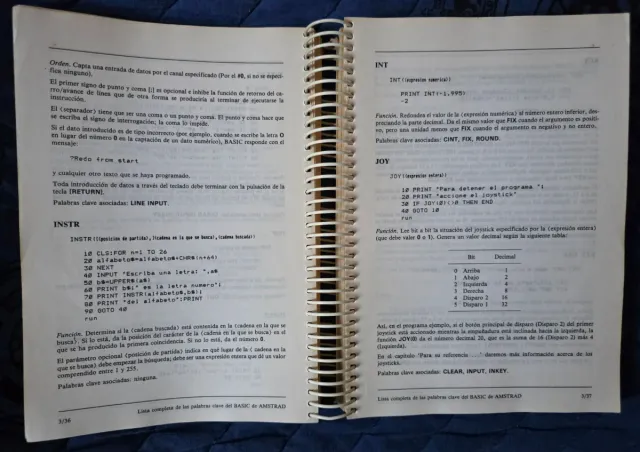 Orden. Capta una entrada de datos por el canal especificado (Por el #0, si no se especifica ninguno).
El primer signo de punto y coma [;] es opcional e inhibe la función de retorno del carro/avance de línea que de otra forma se produciría al terminar de ejecutarse la instrucción.
El (separador) tiene que ser una coma o un punto y coma. El punto y coma hace que se escriba el signo de interrogación; la coma lo impide.
Si el dato introducido es de tipo incorrecto (por ejemplo, cuando se escribe la letra O en lugar del número 0 en la captación de un dato numérico), BASIC responde con el mensaje:
?Redo from start
y cualquier otro texto que se haya programado.
Toda introducción de datos a través del teclado debe terminar con la pulsación de la tecla [RETURN].
Palabras clave asociadas: LINE INPUT.
INSTR
INSTR([(posición de partida),](cadena en la que se busca),(cadena buscada))
10 CLS:FOR n=1 TO 26
20 alfabeto$=alfabeto$+CHR$(n+64)
30 NEXT
40 INPUT "Escriba una letra: ",a$
50 b$=UPPER$(a$)
60 PRINT b$;" es la letra numero";
70 PRINT INSTR(alfabeto$,b$);
80 PRINT "del alfabeto":PRINT
90 GOTO 40
run
Función. Determina si la (cadena buscada) está contenida en la (cadena en la que se busca). Si lo está, da la posición del carácter de la (cadena en la que se busca) en el que se ha producido la primera coincidencia. Si no lo está, da el número 0.
El parámetro opcional (posición de partida) indica en qué lugar de la ( cadena en la que se busca) debe empezar la búsqueda; debe ser una expresión entera que dé un valor comprendido entre 1 y 255.
Palabras clave asociadas: ninguna.
3/36
Lista completa de las palabras clave del BASIC de AMSTRAD
INT
INT((expresión numérica))
PRINT INT(-1.995)
-2
Función. Redondea el valor de la (expresión numérica) al número entero inferior, despreciando la parte decimal. Da el mismo valor que FIX cuando el argumento es positivo, pero una unidad menos que FIX cuando el argumento es negativo y no entero.
Palabras clave asociadas: CINT, FIX, ROUND.
JOY
JOY((expresión entera))
10 PRINT "Para detener el programa ";
20 PRINT "accione el joystick"
30 IF JOY(0)<>0 THEN END
40 GOTO 10
run
Función. Lee bit a bit la situación del joystick especificado por la (expresión entera) (que debe valer 0 o 1). Genera un valor decimal según la siguiente tabla:
Bit Decimal
0 Arriba 1
1 Abajo 2
2 Izquierda 4
3 Derecha 8
4 Disparo 2 16
5 Disparo 1 32
Así, en el programa ejemplo, si el botón principal de disparo (Disparo 2) del primer joystick está accionado mientras la empuñadura está inclinada hacia la izquierda, la función JOY(0) da el número decimal 20, que es la suma de 16 (Disparo 2) más 4 (Izquierda).
En el capítulo 'Para su referencia ...' daremos más información acerca de los joysticks.
Palabras clave asociadas: CLEAR, INPUT, INKEY.
Lista completa de las palabras clave del BASIC de AMSTRAD
3/37